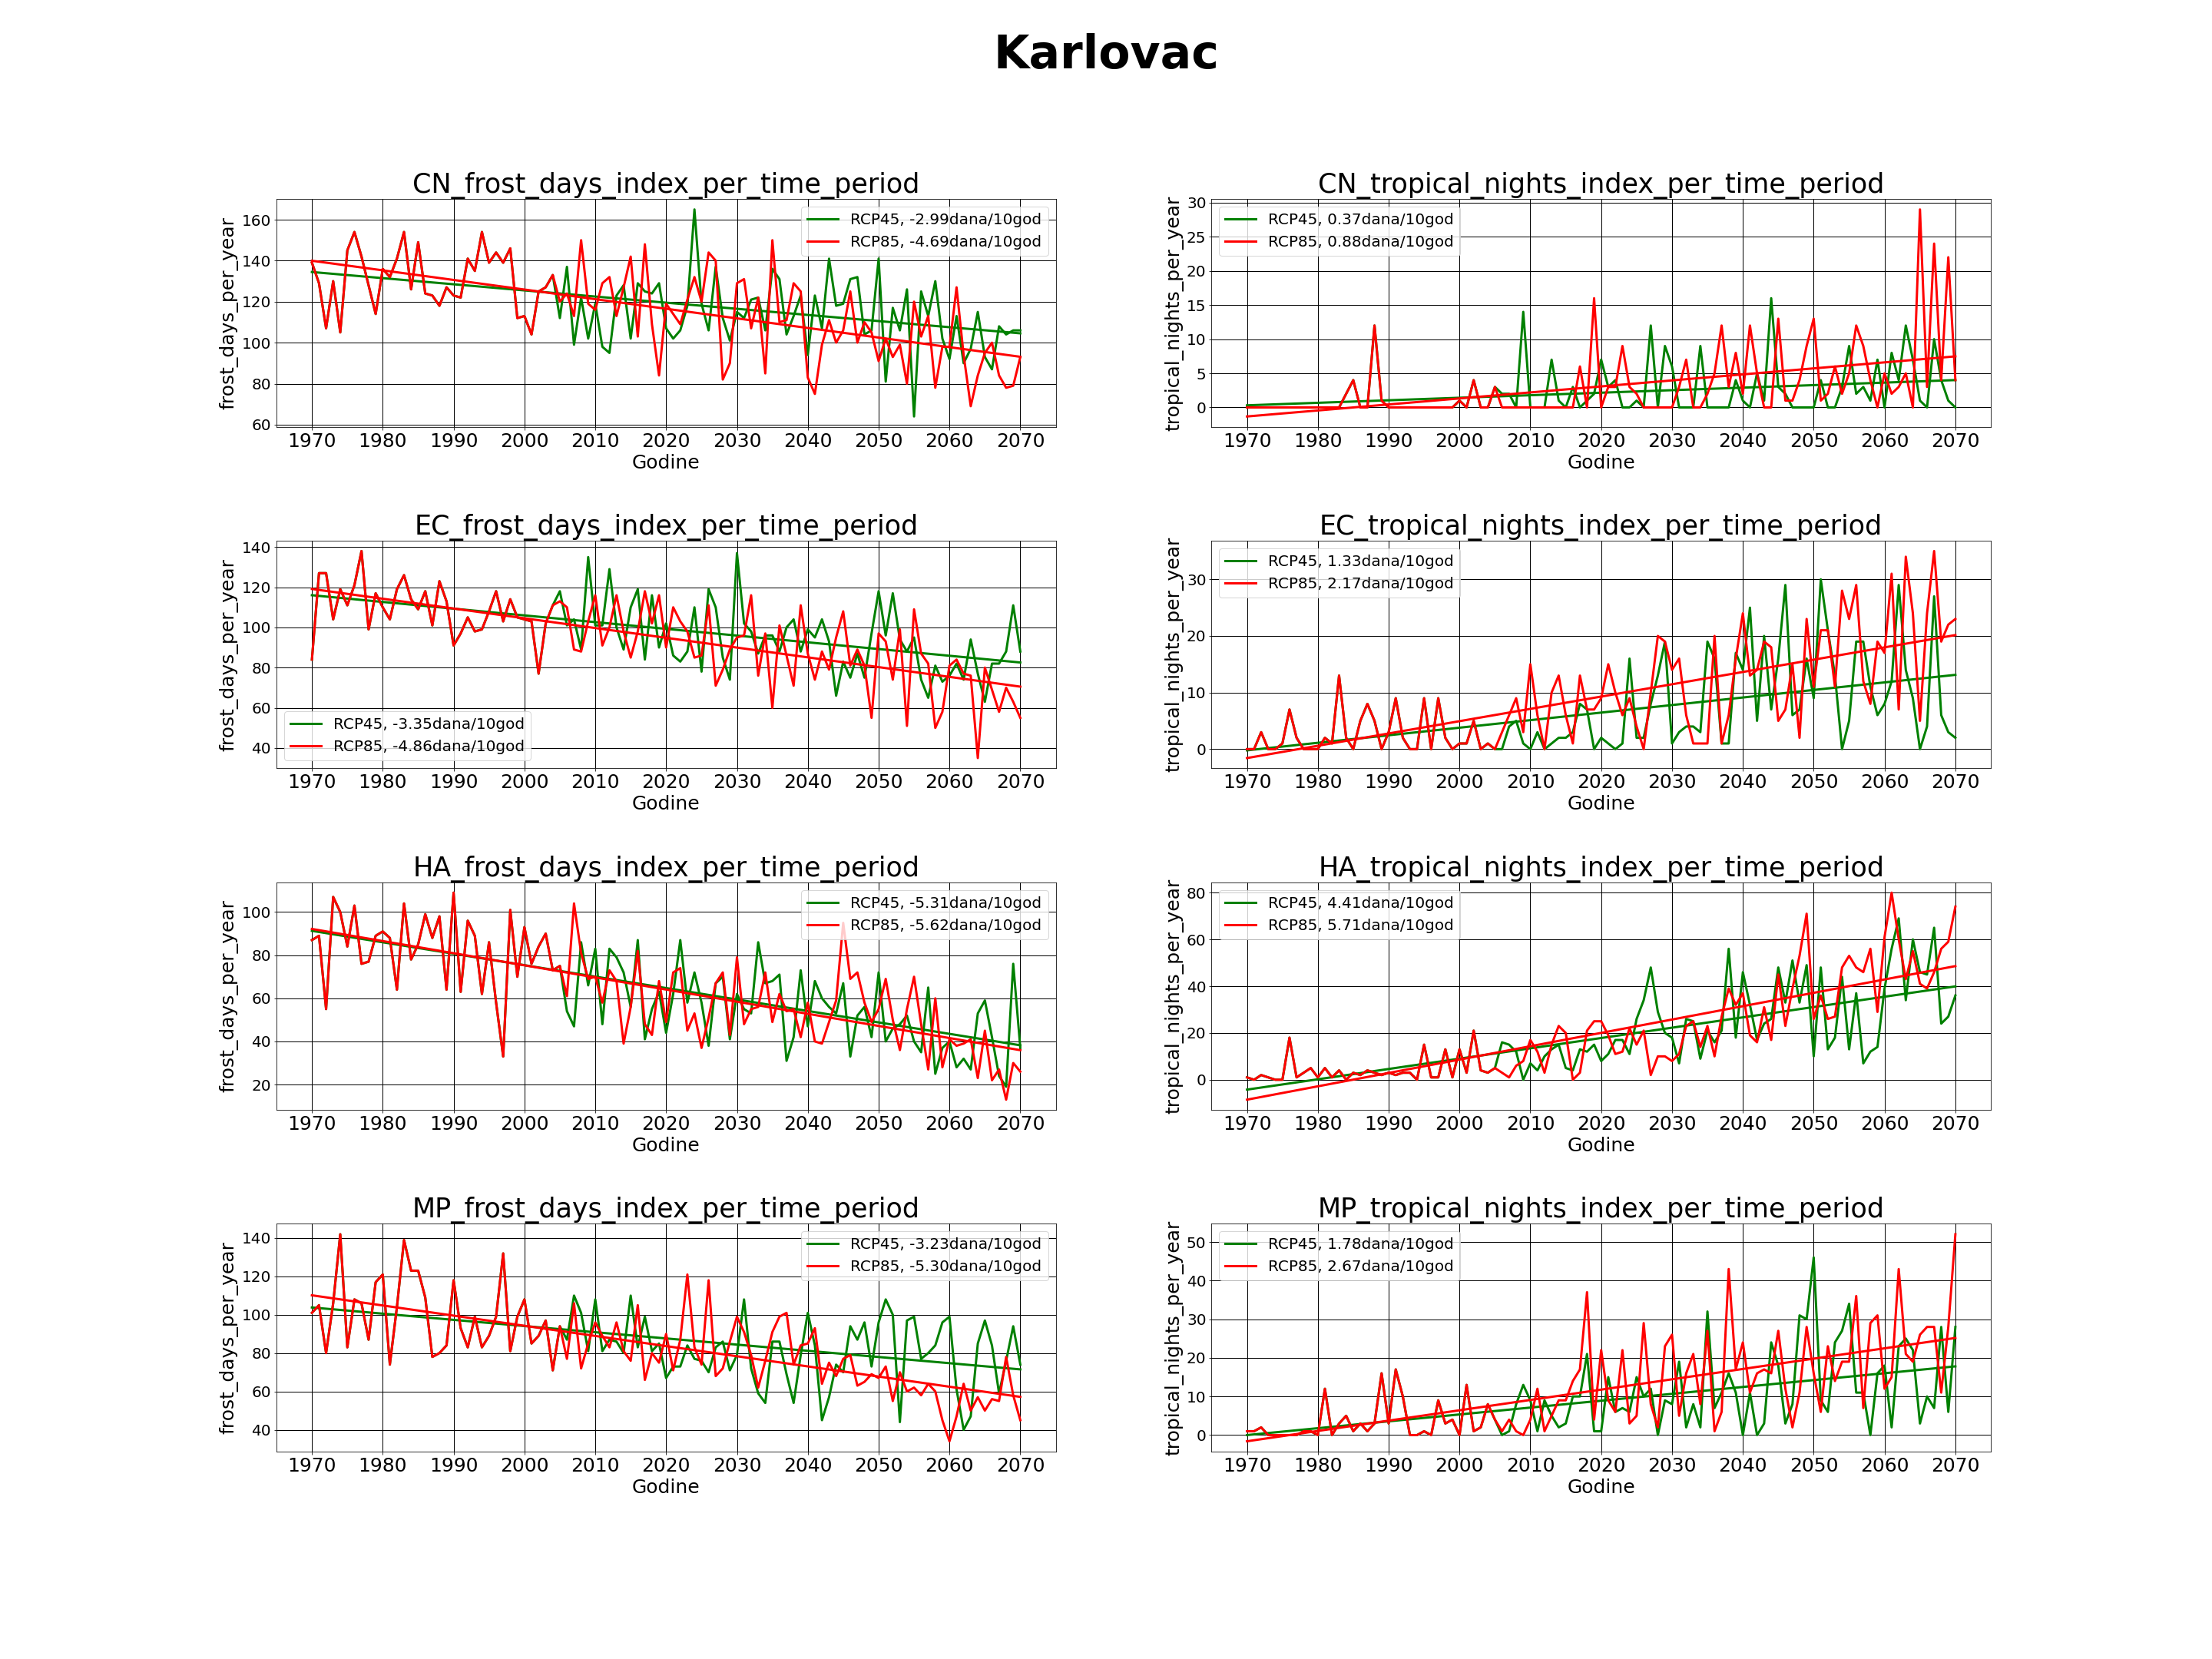 Karlovac
CN_frost_days_index_per_time_period
frost_days_per_year
160
140
120
100
80
60
RCP45, -2.99dana/10god
RCP85, -4.69dana/10god
1970 1980 1990 2000 2010 2020 2030 2040 2050 2060 2070
Godine
CN_tropical_nights_index_per_time_period
tropical_nights_per_year
30
25
20
15
10
5
0
RCP45, 0.37dana/10god
RCP85, 0.88dana/10god
1970 1980 1990 2000 2010 2020 2030 2040 2050 2060 2070
Godine
EC_frost_days_index_per_time_period
frost_days_per_year
140
120
100
80
60
40
RCP45, -3.35dana/10god
RCP85, -4.86dana/10god
1970 1980 1990 2000 2010 2020 2030 2040 2050 2060 2070
Godine
EC_tropical_nights_index_per_time_period
tropical_nights_per_year
30
20
10
0
RCP45, 1.33dana/10god
RCP85, 2.17dana/10god
1970 1980 1990 2000 2010 2020 2030 2040 2050 2060 2070
Godine
HA_frost_days_index_per_time_period
frost_days_per_year
100
80
60
40
20
RCP45, -5.31dana/10god
RCP85, -5.62dana/10god
1970 1980 1990 2000 2010 2020 2030 2040 2050 2060 2070
Godine
HA_tropical_nights_index_per_time_period
tropical_nights_per_year
80
60
40
20
0
RCP45, 4.41dana/10god
RCP85, 5.71dana/10god
1970 1980 1990 2000 2010 2020 2030 2040 2050 2060 2070
Godine
MP_frost_days_index_per_time_period
frost_days_per_year
140
120
100
80
60
40
RCP45, -3.23dana/10god
RCP85, -5.30dana/10god
1970 1980 1990 2000 2010 2020 2030 2040 2050 2060 2070
Godine
MP_tropical_nights_index_per_time_period
tropical_nights_per_year
50
40
30
20
10
0
RCP45, 1.78dana/10god
RCP85, 2.67dana/10god
1970 1980 1990 2000 2010 2020 2030 2040 2050 2060 2070
Godine